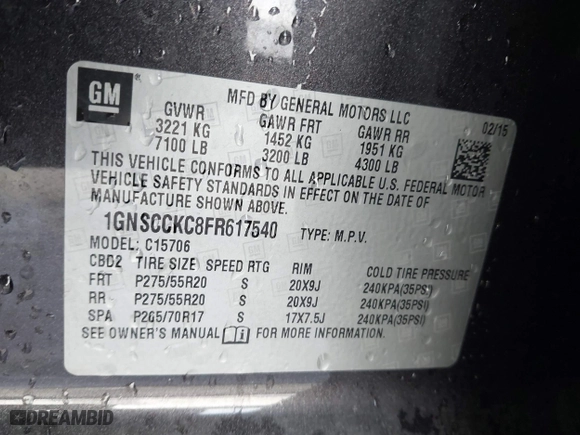 GM
MFD BY GENERAL MOTORS LLC
02/15
GVWR GAWR FRT GAWR RR
3221 KG 1452 KG 1951 KG
7100 LB 3200 LB 4300 LB
THIS VEHICLE CONFORMS TO ALL APPLICABLE U.S. FEDERAL MOTOR
VEHICLE SAFETY STANDARDS IN EFFECT ON THE DATE OF
MANUFACTURE SHOWN ABOVE.
1GNSCCKC8FR617540 TYPE: M.P.V.
MODEL: C15706
CBD2 TIRE SIZE SPEED RTG RIM COLD TIRE PRESSURE
FRT P275/55R20 S 20X9J 240KPA(35PSI)
RR P275/55R20 S 20X9J 240KPA(35PSI)
SPA P265/70R17 S 17X7.5J 240KPA(35PSI)
SEE OWNER'S MANUAL FOR MORE INFORMATION.
DREAMBID